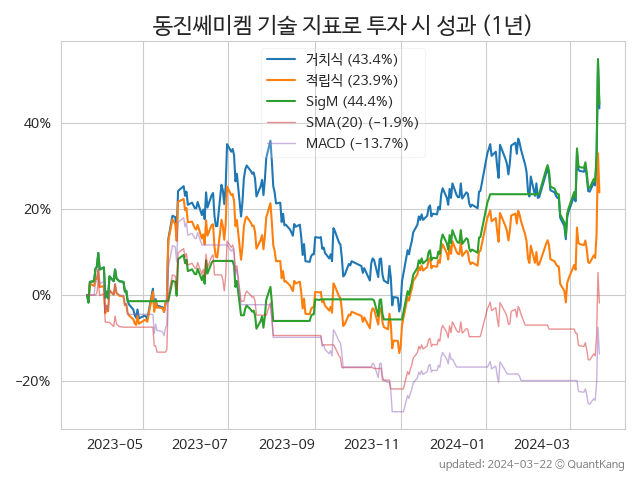 동진쎄미켐 기술 지표로 투자 시 성과 (1년)
거치식 (43.4%)
적립식 (23.9%)
SigM (44.4%)
SMA(20) (−1.9%)
MACD (−13.7%)
40%
20%
0%
−20%
2023-05 2023-07 2023-09 2023-11 2024-01 2024-03
updated: 2024-03-22 © QuantKang